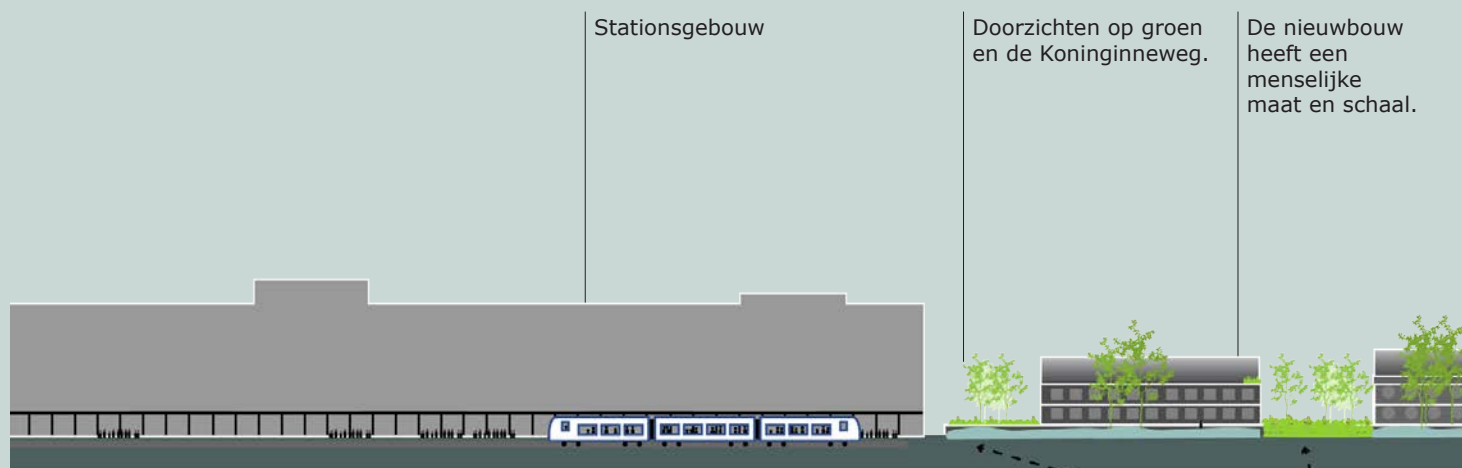 Stationsgebouw
Doorzichten op groen
en de Koninginneweg.
De nieuwbouw
heeft een
menselijke
maat en schaal.